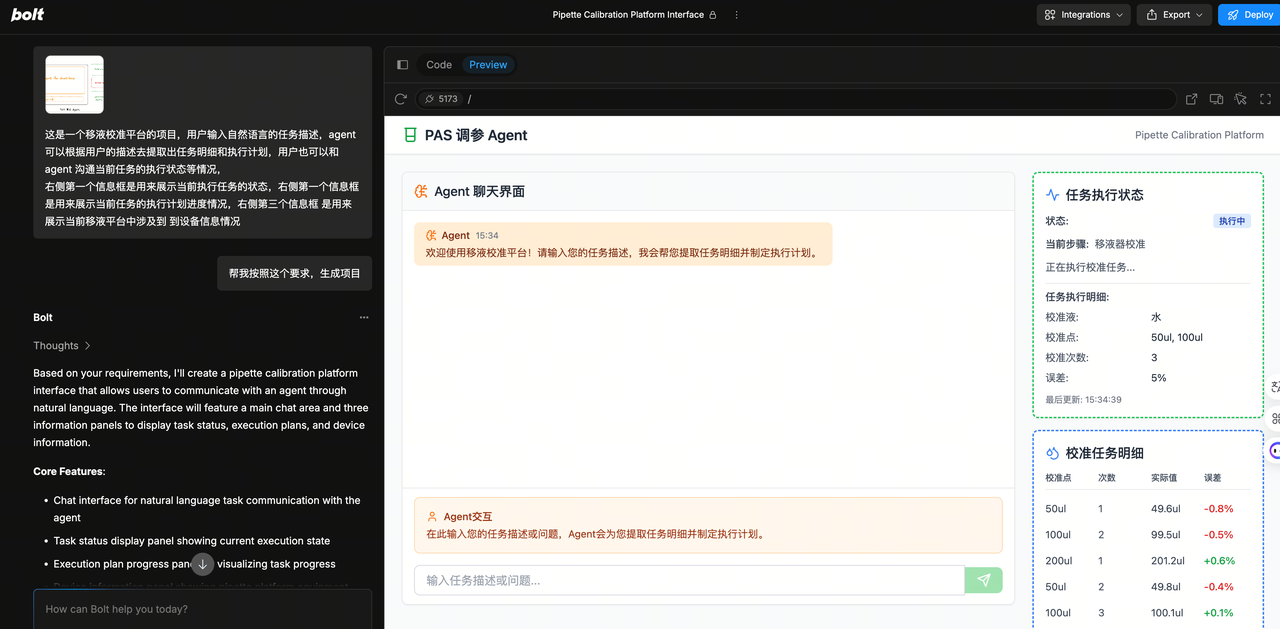 bolt
Pipette Calibration Platform Interface
Integrations
Export
Deploy
这是一个移液校准平台的项目，用户输入自然语言的任务描述，agent
可以根据用户的描述去提取出任务明细和执行计划，用户也可以和
agent 沟通当前任务的执行状态等情况，
右侧第一个信息框是用来展示当前执行任务的状态，右侧第一个信息框
是用来展示当前任务的执行计划进度情况，右侧第三个信息框 是用来
展示当前移液平台中涉及到 到设备信息情况
帮我按照这个要求，生成项目
Bolt
Thoughts
Based on your requirements, I'll create a pipette calibration platform
interface that allows users to communicate with an agent through
natural language. The interface will feature a main chat area and three
information panels to display task status, execution plans, and device
information.
Core Features:
• Chat interface for natural language task communication with the
agent
• Task status display panel showing current execution state
• Execution plan progress pan visualizing task progress
How can Bolt help you today?
Code
Preview
5173 /
PAS 调参 Agent
Pipette Calibration Platform
Agent 聊天界面
Agent 15:34
欢迎使用移液校准平台！请输入您的任务描述，我会帮您提取任务明细并制定执行计划。
Agent交互
在此输入您的任务描述或问题，Agent会为您提取任务明细并制定执行计划。
输入任务描述或问题...
任务执行状态
状态: 执行中
当前步骤: 移液器校准
正在执行校准任务...
任务执行明细:
校准液: 水
校准点: 50ul, 100ul
校准次数: 3
误差: 5%
最后更新: 15:34:39
校准任务明细
校准点 次数 实际值 误差
50ul 1 49.6ul -0.8%
100ul 2 99.5ul -0.5%
200ul 1 201.2ul +0.6%
50ul 2 49.8ul -0.4%
100ul 3 100.1ul +0.1%